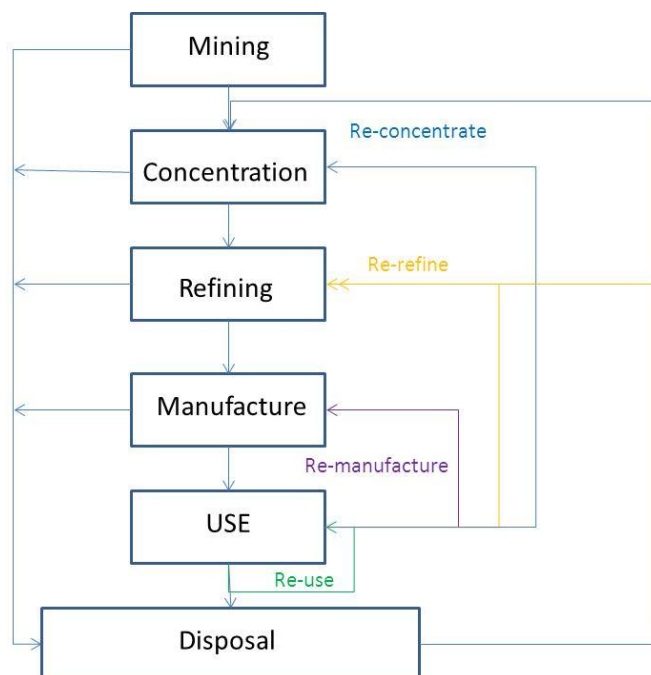 Mining
Re-concentrate
Concentration
Re-refine
Refining
Manufacture
Re-manufacture
USE
Re-use
Disposal